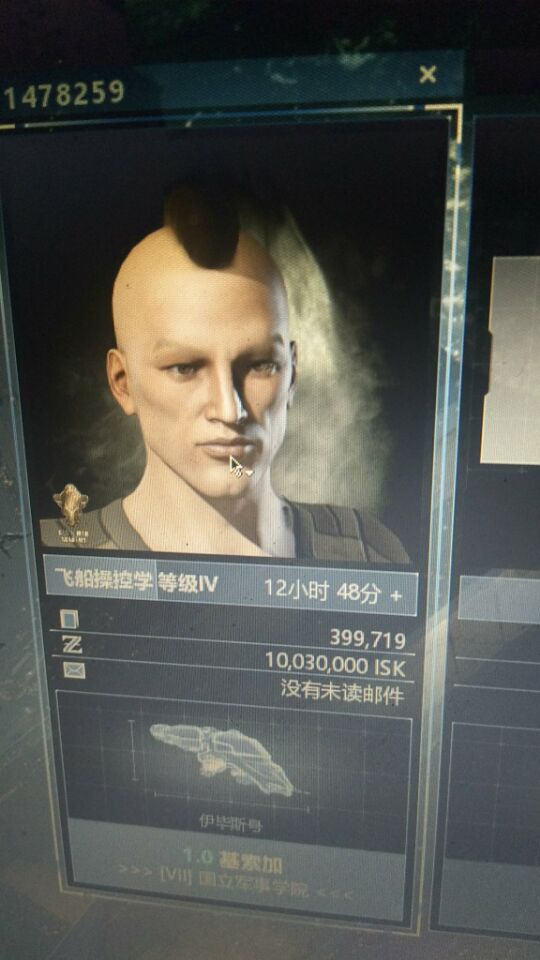 1478259
飞船操控学 等级IV 12小时 48分 +
399,719
10,030,000 ISK
没有未读邮件
伊毕斯号
1.0 基索加
>>> [VII] 国立军事学院 <<<